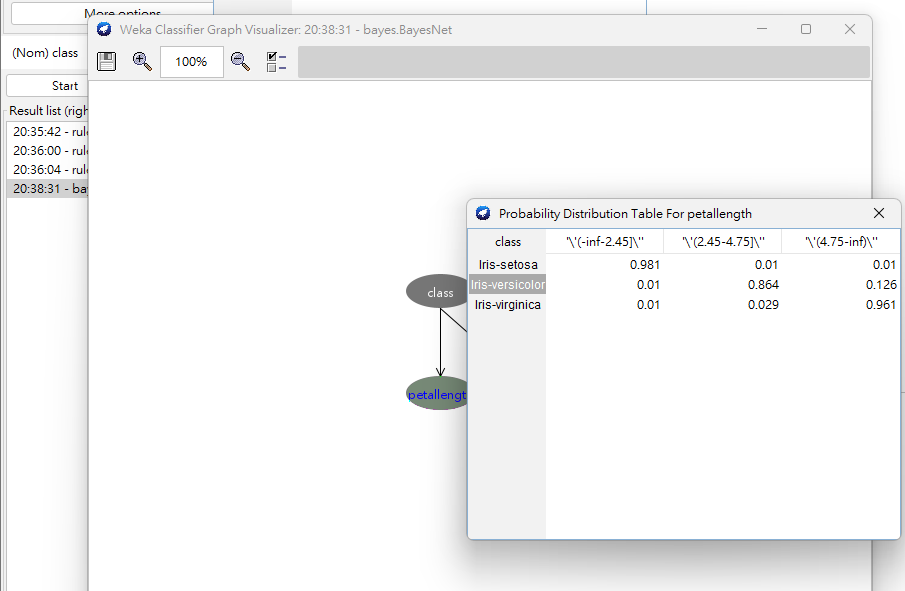 More options
Weka Classifier Graph Visualizer: 20:38:31 - bayes.BayesNet
(Nom) class
100%
Start
Result list (righ
20:35:42 - rul
20:36:00 - rul
20:36:04 - rul
20:38:31 - ba
Probability Distribution Table For petallength
class '\'(-inf-2.45]\'' '\'(2.45-4.75]\'' '\'(4.75-inf)\''
Iris-setosa 0.981 0.01 0.01
Iris-versicolor 0.01 0.864 0.126
Iris-virginica 0.01 0.029 0.961
class
petallengt